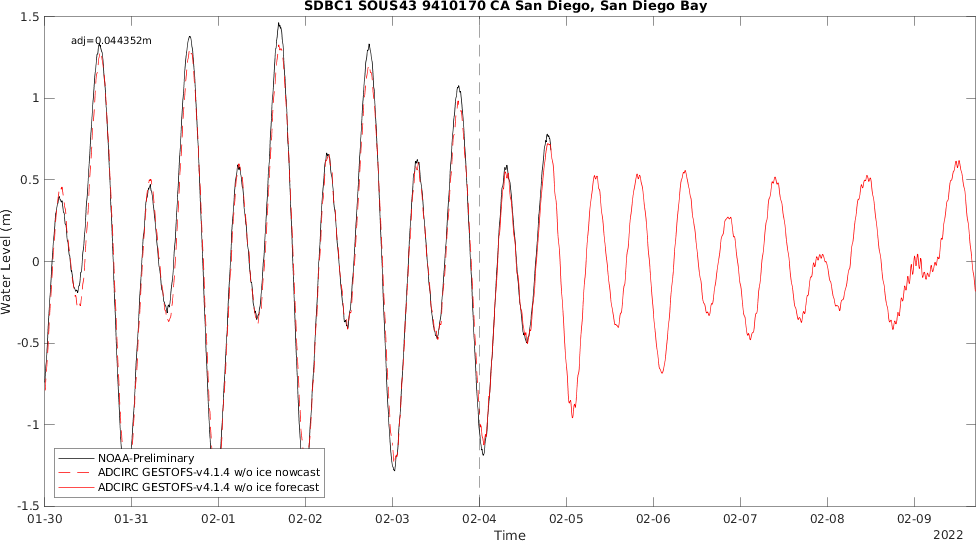 SDBC1 SOUS43 9410170 CA San Diego, San Diego Bay
adj=0.044352m
1.5
1
0.5
0
-0.5
-1
-1.5
Water Level (m)
NOAA-Preliminary
ADCIRC GESTOFS-v4.1.4 w/o ice nowcast
ADCIRC GESTOFS-v4.1.4 w/o ice forecast
01-30 01-31 02-01 02-02 02-03 02-04 02-05 02-06 02-07 02-08 02-09
Time
2022